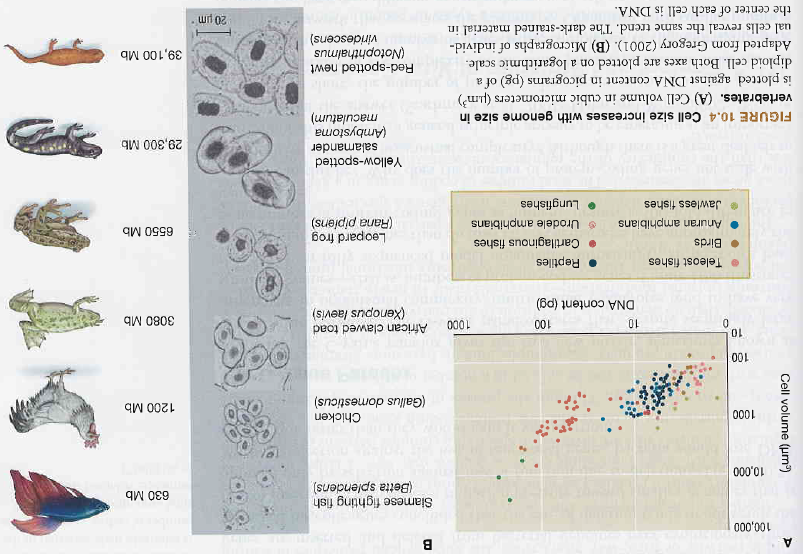 A
Cell volume (µm³)
100,000
10,000
1000
100
10
0
10
100
1000
DNA content (pg)
Teleost fishes
Reptiles
Birds
Cartilaginous fishes
Anuran amphibians
Urodele amphibians
Jawless fishes
Lungfishes
FIGURE 10.4 Cell size increases with genome size in
vertebrates. (A) Cell volume in cubic micrometers (µm³)
is plotted against DNA content in picograms (pg) of a
diploid cell. Both axes are plotted on a logarithmic scale.
Adapted from Gregory (2001). (B) Micrographs of individ-
ual cells reveal the same trend. The dark-stained material in
the center of each cell is DNA.
B
Siamese fighting fish
(Betta splendens)
630 Mb
Chicken
(Gallus domesticus)
1200 Mb
African clawed toad
(Xenopus laevis)
3080 Mb
Leopard frog
(Rana pipiens)
6550 Mb
Yellow-spotted
salamander
(Ambystoma
maculatum)
29,300 Mb
Red-spotted newt
(Notophthalmus
viridescens)
39,100 Mb
20 µm